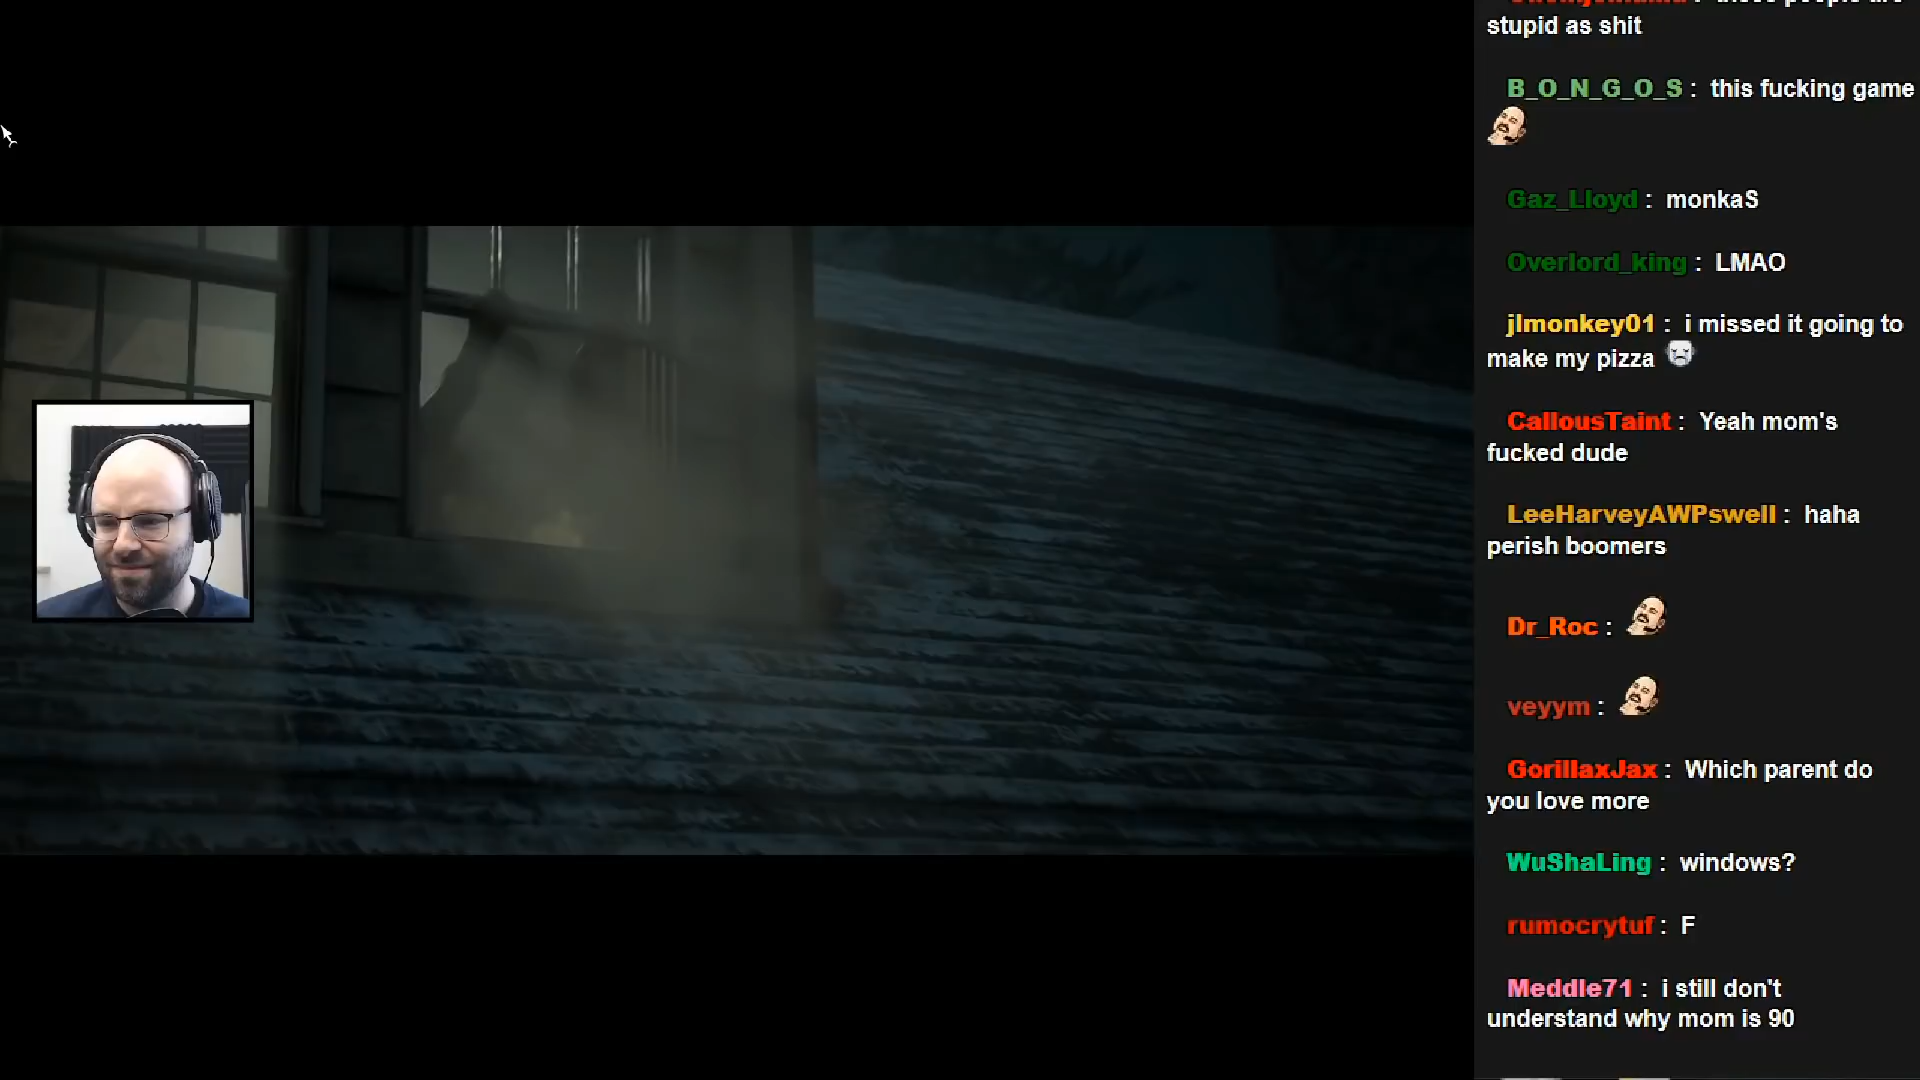 stupid as shit
B_O_N_G_O_S : this fucking game
Gaz_Lloyd : monkaS
Overlord_king : LMAO
jlmonkey01 : i missed it going to
make my pizza
CallousTaint : Yeah mom's
fucked dude
LeeHarveyAWPswell : haha
perish boomers
Dr_Roc :
veyym :
GorillaxJax : Which parent do
you love more
WuShaLing : windows?
rumocrytuf : F
Meddle71 : i still don't
understand why mom is 90